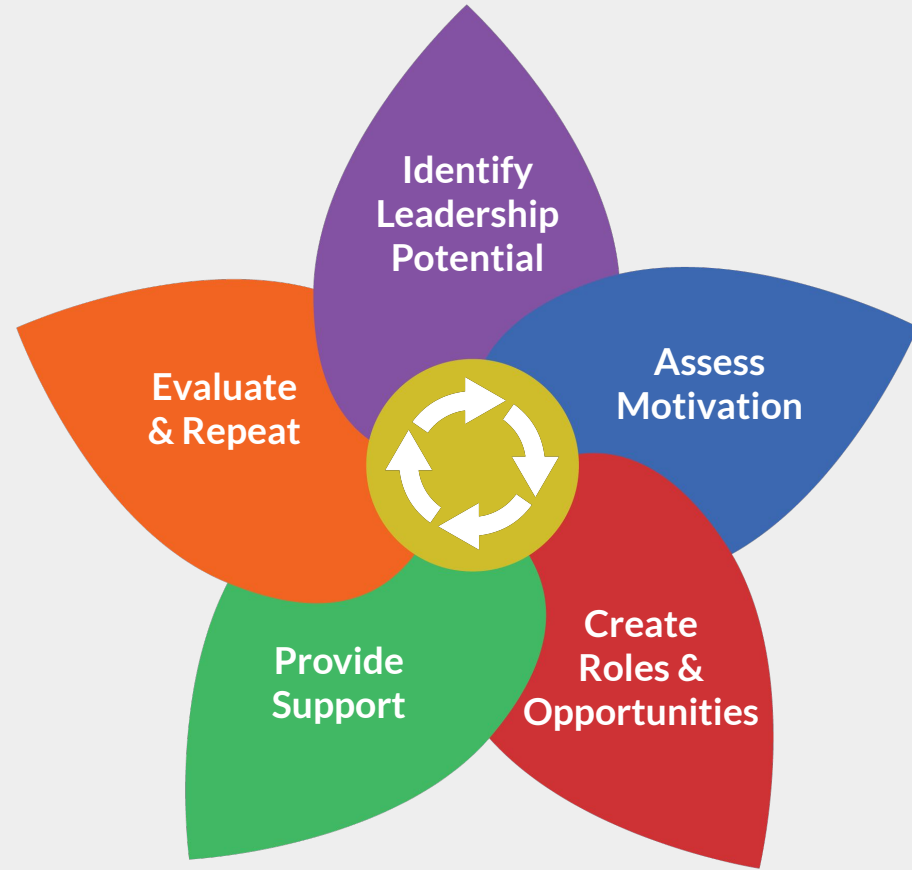 Identify
Leadership
Potential
Assess
Motivation
Create
Roles &
Opportunities
Provide
Support
Evaluate
& Repeat